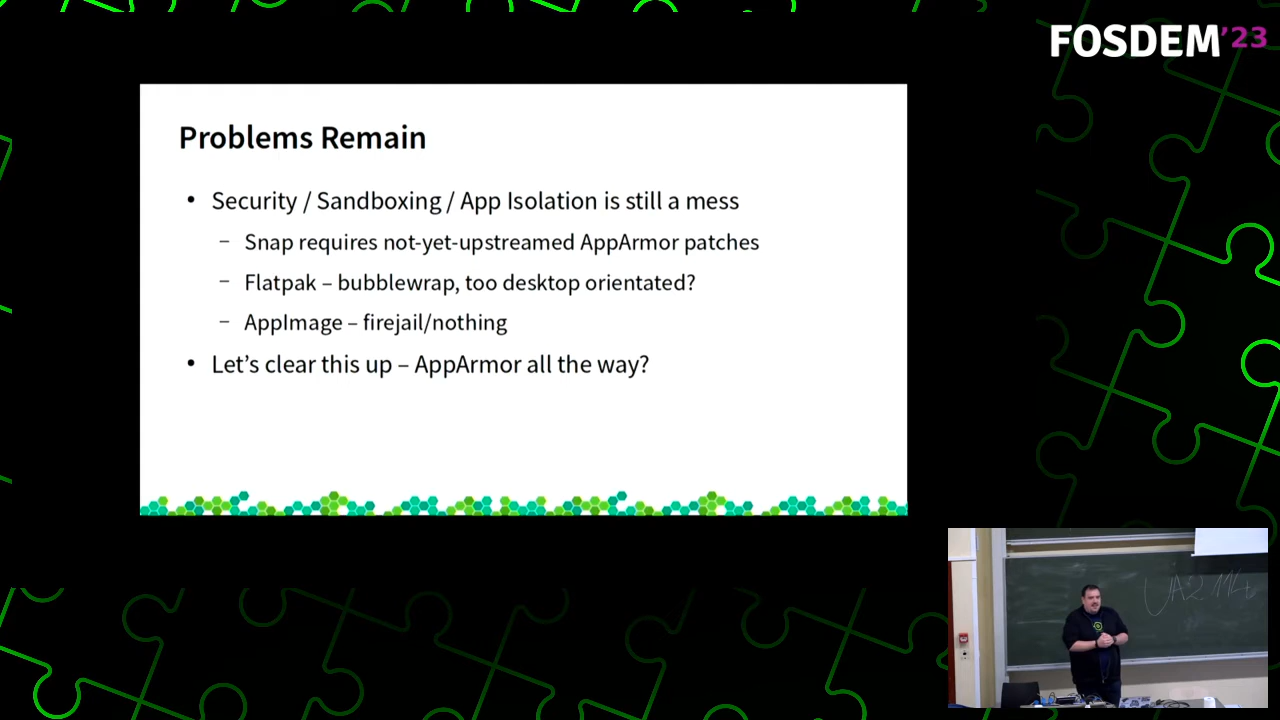 FOSDEM'23
Problems Remain
• Security / Sandboxing / App Isolation is still a mess
– Snap requires not-yet-upstreamed AppArmor patches
– Flatpak – bubblewrap, too desktop orientated?
– AppImage – firejail/nothing
• Let's clear this up – AppArmor all the way?